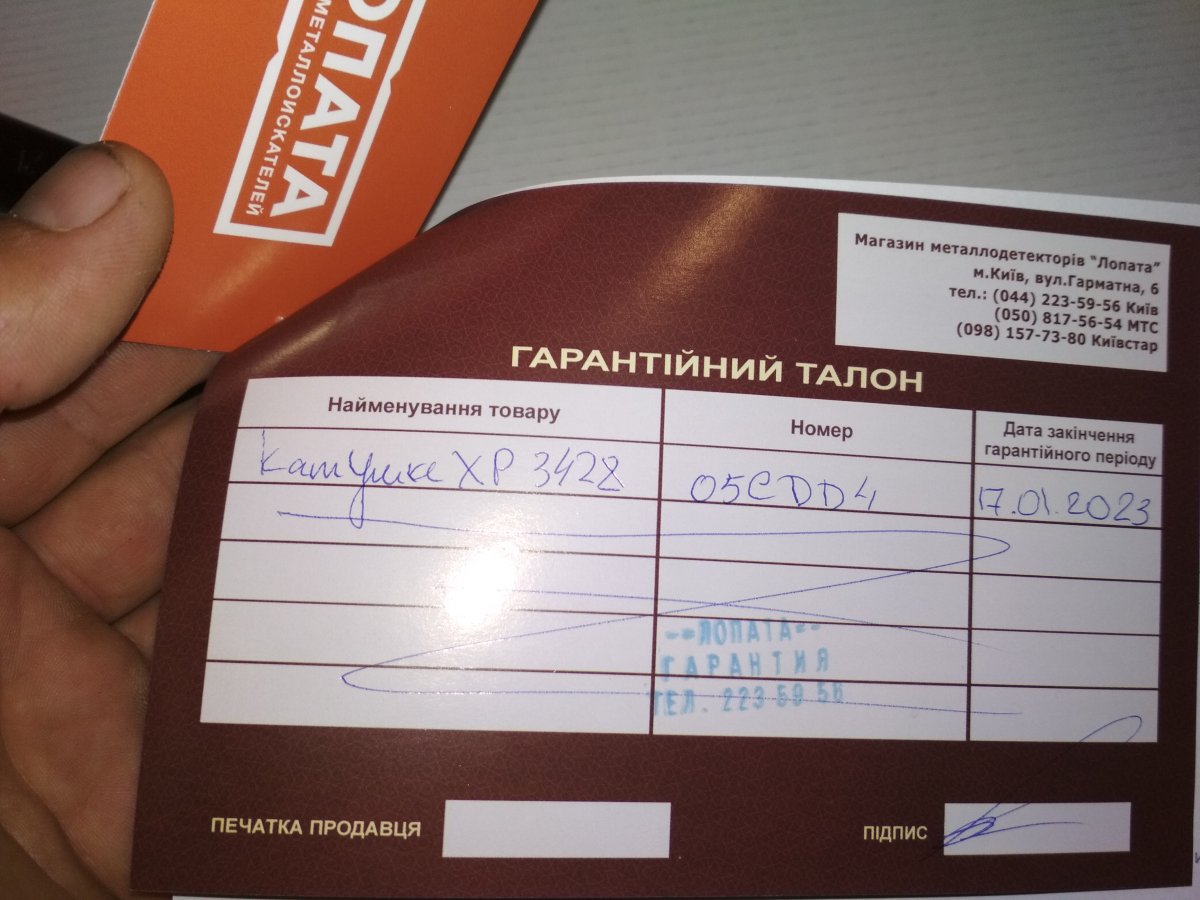 ЛОПАТА
МЕТАЛЛОИСКАТЕЛЕЙ
Магазин металлодетекторів "Лопата"
м.Київ, вул.Гарматна, 6
тел.: (044) 223-59-56 Київ
(050) 817-56-54 МТС
(098) 157-73-80 Київстар
ГАРАНТІЙНИЙ ТАЛОН
Найменування товару
Номер
Дата закінчення
гарантійного періоду
Катушка XP 3428
05CDD4
17.01.2023
ЛОПАТА
ГАРАНТИЯ
ТЕЛ. 223 59 56
ПЕЧАТКА ПРОДАВЦЯ
ПІДПИС